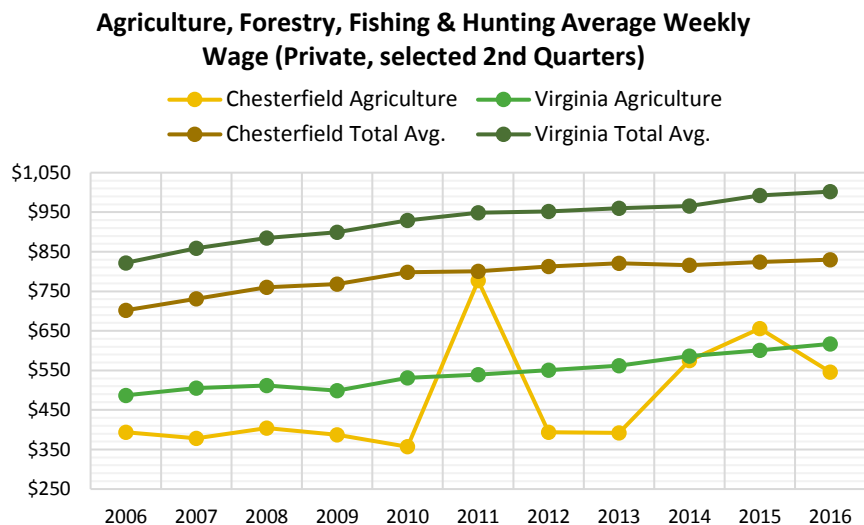 Agriculture, Forestry, Fishing & Hunting Average Weekly
Wage (Private, selected 2nd Quarters)
Chesterfield Agriculture Virginia Agriculture
Chesterfield Total Avg. Virginia Total Avg.
$1,050
$950
$850
$750
$650
$550
$450
$350
$250
2006 2007 2008 2009 2010 2011 2012 2013 2014 2015 2016